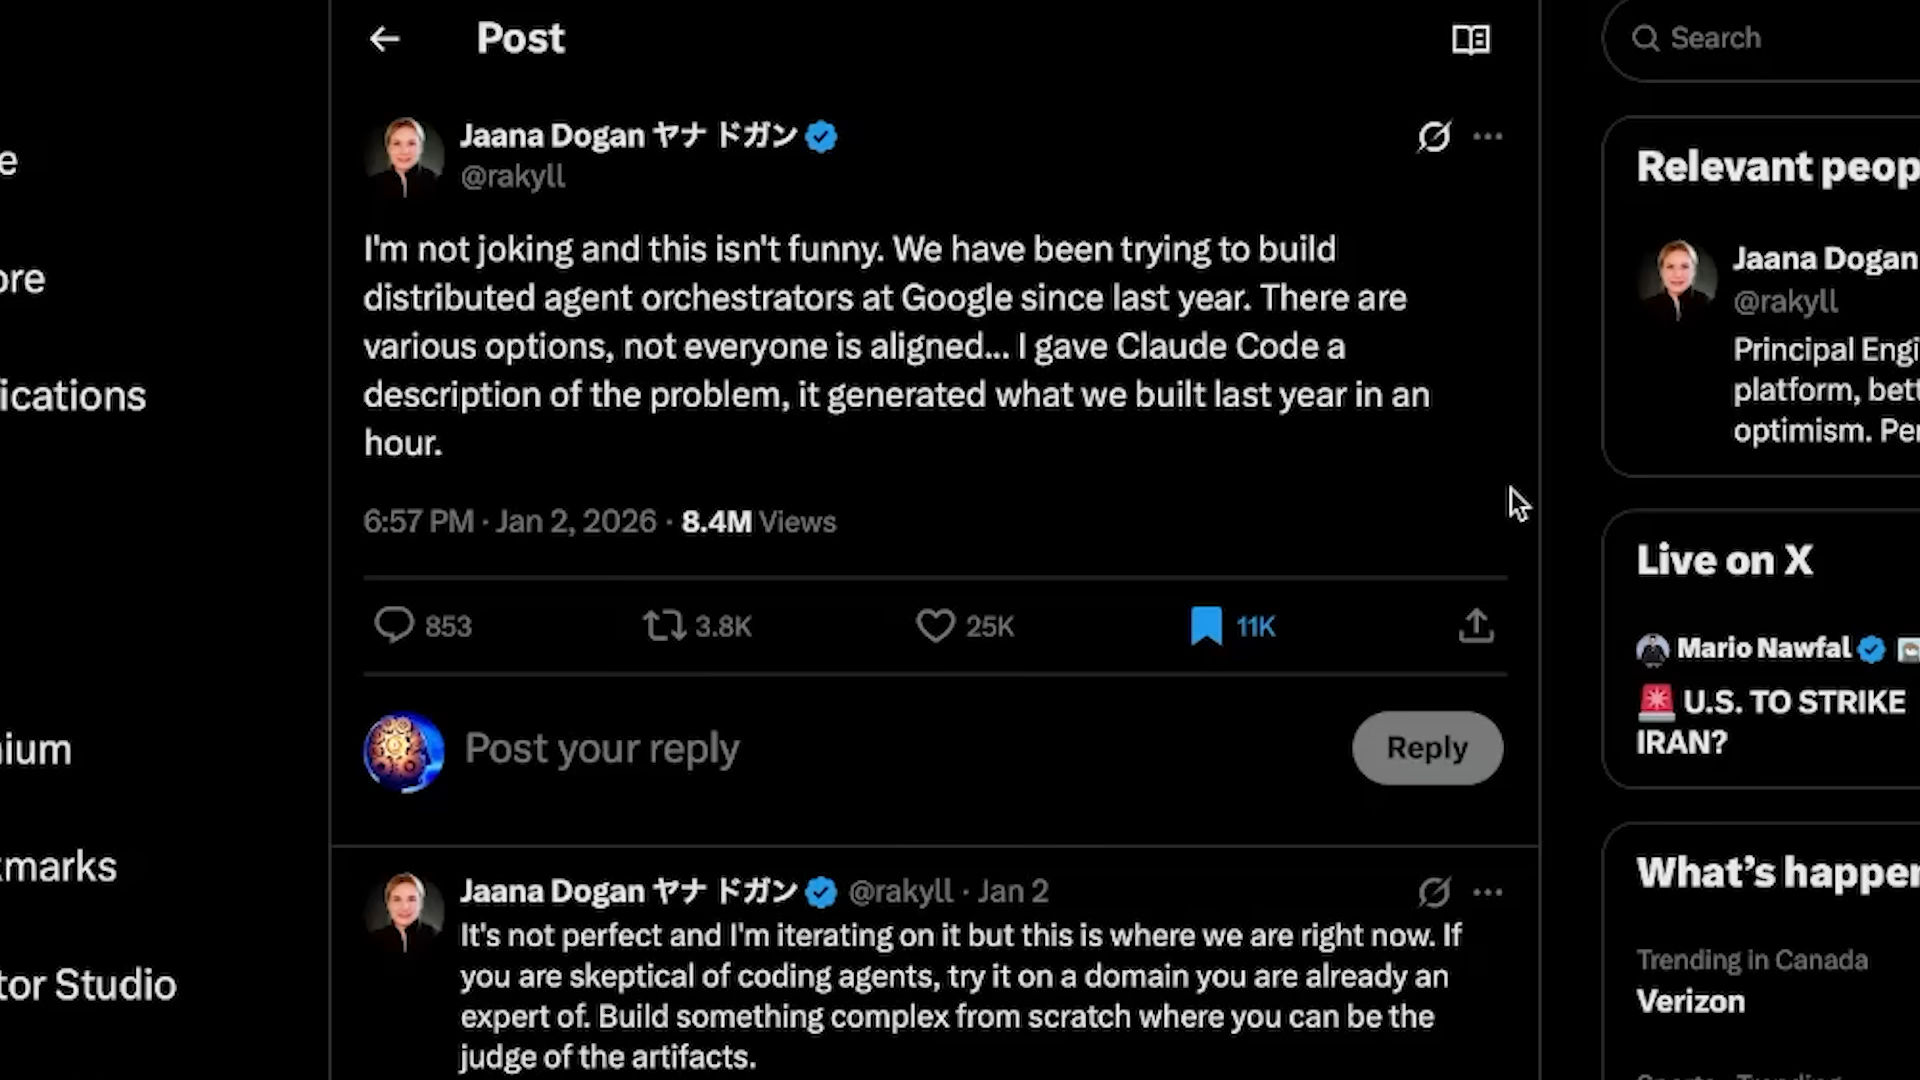 Post
Search
Jaana Dogan ヤナ ドガン
@rakyll
I'm not joking and this isn't funny. We have been trying to build
distributed agent orchestrators at Google since last year. There are
various options, not everyone is aligned... I gave Claude Code a
description of the problem, it generated what we built last year in an
hour.
6:57 PM · Jan 2, 2026 · 8.4M Views
853 3.8K 25K 11K
Post your reply
Reply
Jaana Dogan ヤナ ドガン @rakyll · Jan 2
It's not perfect and I'm iterating on it but this is where we are right now. If
you are skeptical of coding agents, try it on a domain you are already an
expert of. Build something complex from scratch where you can be the
judge of the artifacts.
e
ore
ications
ium
marks
tor Studio
Relevant peop
Jaana Dogan
@rakyll
Principal Engi
platform, bett
optimism. Per
Live on X
Mario Nawfal
U.S. TO STRIKE
IRAN?
What's happen
Trending in Canada
Verizon